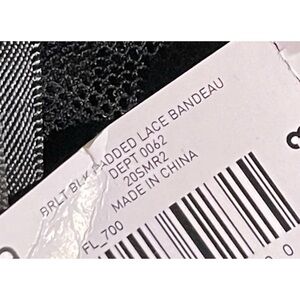 BRLT BLK PADDED LACE BANDEAU
DEPT 0062
20SMR2
MADE IN CHINA
FL_700